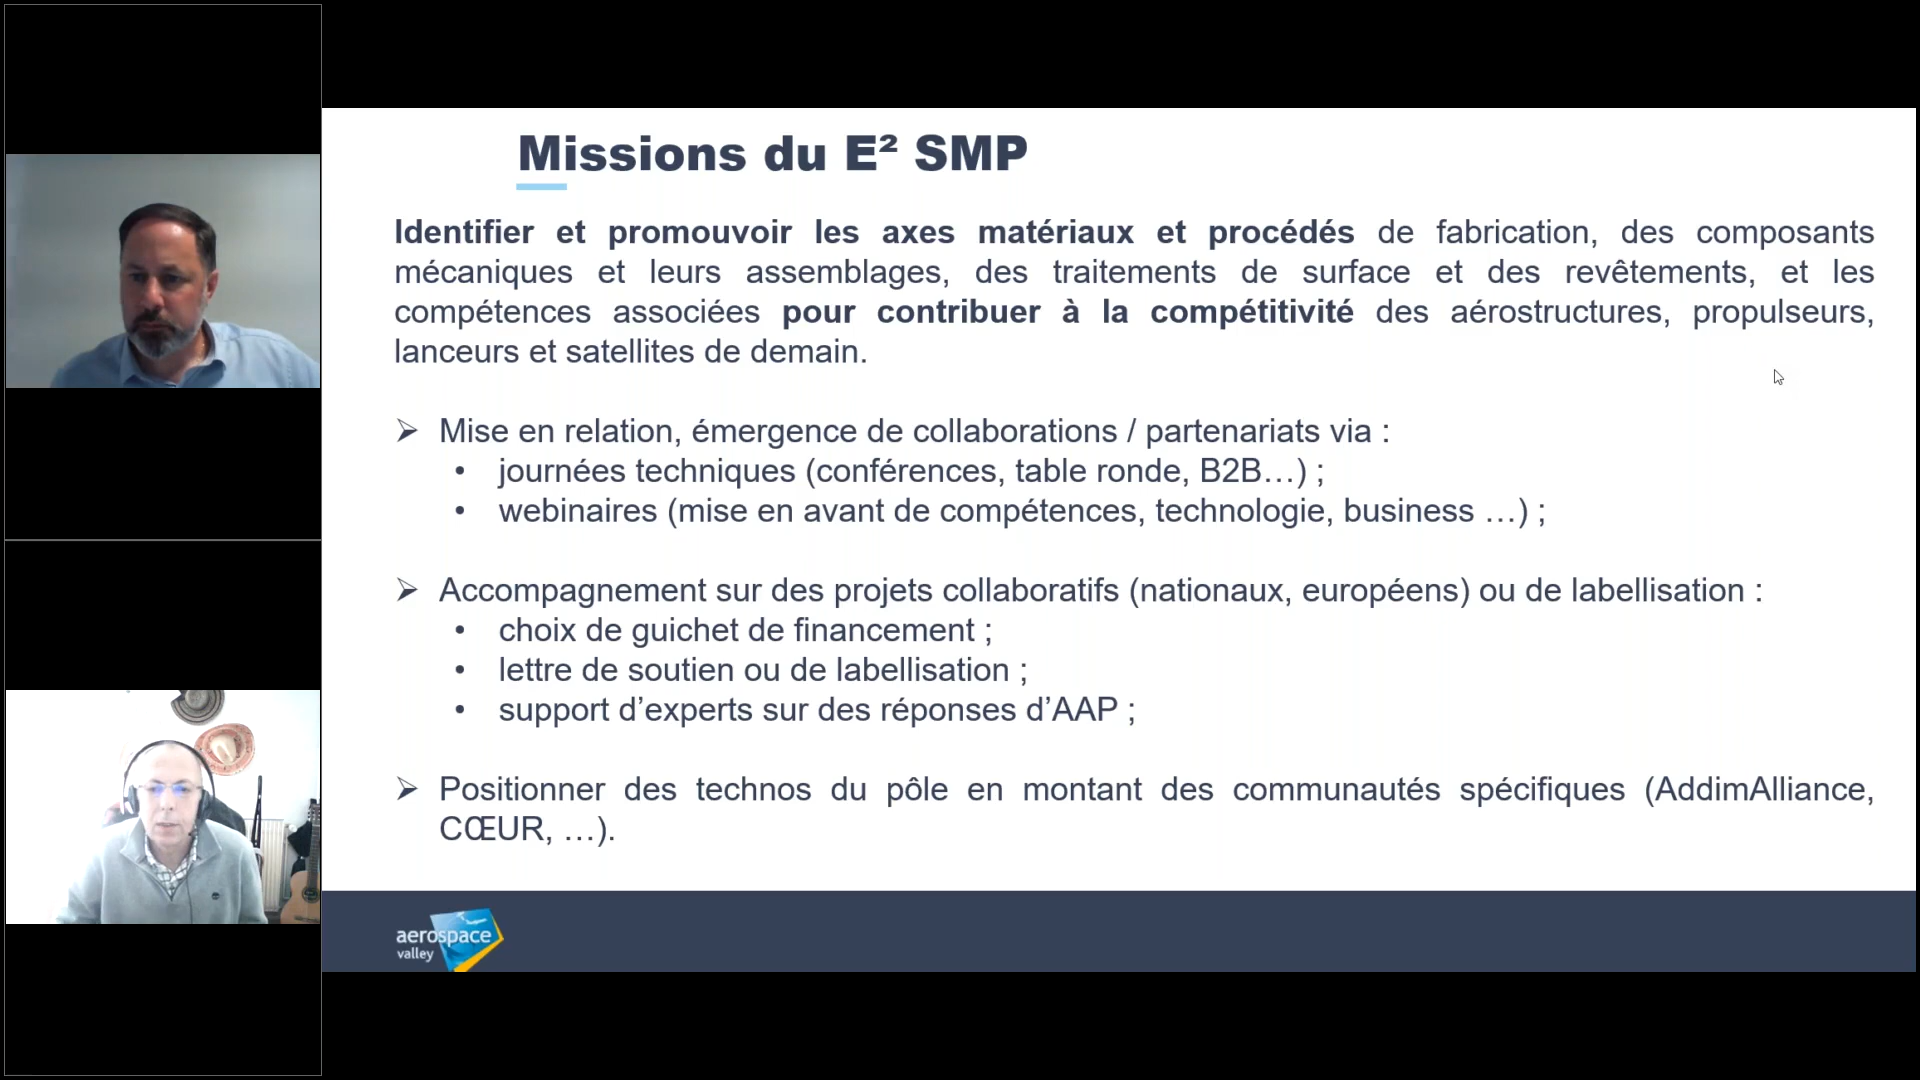 Missions du E² SMP
Identifier et promouvoir les axes matériaux et procédés de fabrication, des composants
mécaniques et leurs assemblages, des traitements de surface et des revêtements, et les
compétences associées pour contribuer à la compétitivité des aérostructures, propulseurs,
lanceurs et satellites de demain.
➢ Mise en relation, émergence de collaborations / partenariats via :
• journées techniques (conférences, table ronde, B2B…) ;
• webinaires (mise en avant de compétences, technologie, business …) ;
➢ Accompagnement sur des projets collaboratifs (nationaux, européens) ou de labellisation :
• choix de guichet de financement ;
• lettre de soutien ou de labellisation ;
• support d’experts sur des réponses d’AAP ;
➢ Positionner des technos du pôle en montant des communautés spécifiques (AddimAlliance,
CŒUR, …).
aerospace
valley